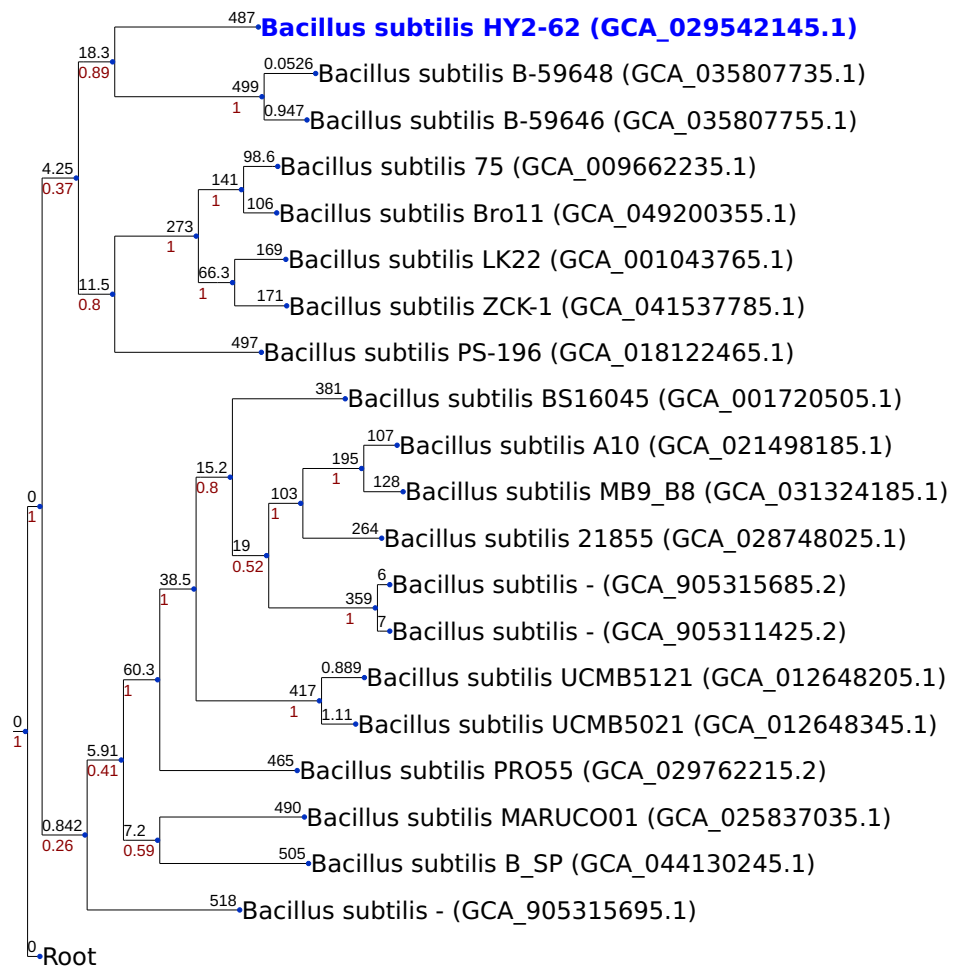 487 Bacillus subtilis HY2-62 (GCA_029542145.1)
18.3
0.89
0.0526 Bacillus subtilis B-59648 (GCA_035807735.1)
499
1
0.947 Bacillus subtilis B-59646 (GCA_035807755.1)
98.6 Bacillus subtilis 75 (GCA_009662235.1)
4.25
0.37
141
1
106 Bacillus subtilis Bro11 (GCA_049200355.1)
273
1
169 Bacillus subtilis LK22 (GCA_001043765.1)
66.3
1
11.5
0.8
171 Bacillus subtilis ZCK-1 (GCA_041537785.1)
497 Bacillus subtilis PS-196 (GCA_018122465.1)
381 Bacillus subtilis BS16045 (GCA_001720505.1)
107 Bacillus subtilis A10 (GCA_021498185.1)
195
1
15.2
0.8
128 Bacillus subtilis MB9_B8 (GCA_031324185.1)
103
1
0
1
264 Bacillus subtilis 21855 (GCA_028748025.1)
19
0.52
6 Bacillus subtilis - (GCA_905315685.2)
38.5
1
359
1
7 Bacillus subtilis - (GCA_905311425.2)
60.3
1
0.889 Bacillus subtilis UCMB5121 (GCA_012648205.1)
417
1
1.11 Bacillus subtilis UCMB5021 (GCA_012648345.1)
0
1
5.91
0.41
465 Bacillus subtilis PRO55 (GCA_029762215.2)
490 Bacillus subtilis MARUCO01 (GCA_025837035.1)
0.842
0.26
7.2
0.59
505 Bacillus subtilis B_SP (GCA_044130245.1)
518 Bacillus subtilis - (GCA_905315695.1)
0 Root